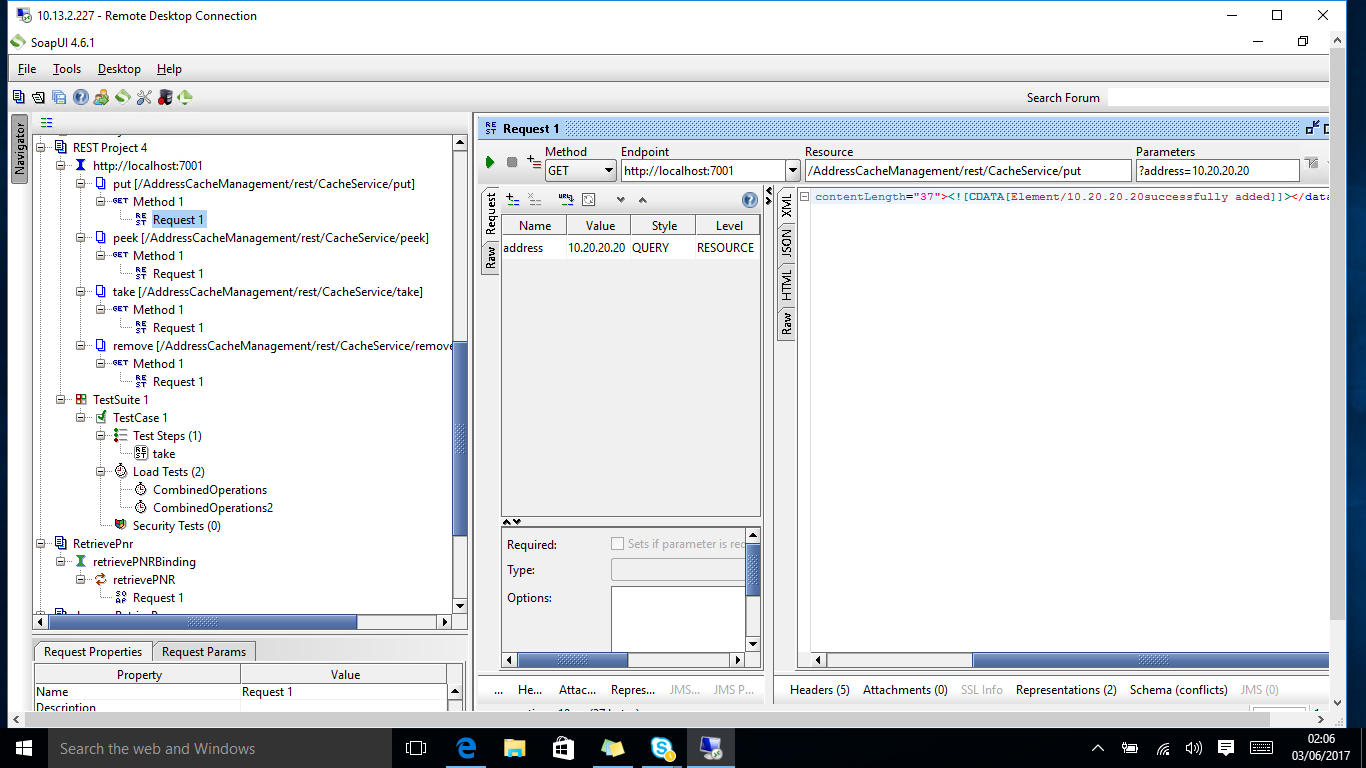 10.13.2.227 - Remote Desktop Connection
SoapUI 4.6.1
File Tools Desktop Help
Search Forum
Navigator
REST Project 4
http://localhost:7001
put [/AddressCacheManagement/rest/CacheService/put]
GET Method 1
REST Request 1
peek [/AddressCacheManagement/rest/CacheService/peek]
GET Method 1
REST Request 1
take [/AddressCacheManagement/rest/CacheService/take]
GET Method 1
REST Request 1
remove [/AddressCacheManagement/rest/CacheService/remove
GET Method 1
REST Request 1
TestSuite 1
TestCase 1
Test Steps (1)
REST take
Load Tests (2)
CombinedOperations
CombinedOperations2
Security Tests (0)
RetrievePnr
retrievePNRBinding
retrievePNR
SOAP Request 1
Request Properties Request Params
Property Value
Name Request 1
Description
REST Request 1
Method Endpoint Resource Parameters
GET http://localhost:7001 /AddressCacheManagement/rest/CacheService/put ?address=10.20.20.20
Request
Raw
Name Value Style Level
address 10.20.20.20 QUERY RESOURCE
Required: Sets if parameter is req
Type:
Options:
... He... Attac... Repres... JMS... JMS P...
XML
JSON
HTML
Raw
contentLength="37"><![CDATA[Element/10.20.20.20successfully added]]></data
Headers (5) Attachments (0) SSL Info Representations (2) Schema (conflicts) JMS (0)
Search the web and Windows
02:06
03/06/2017